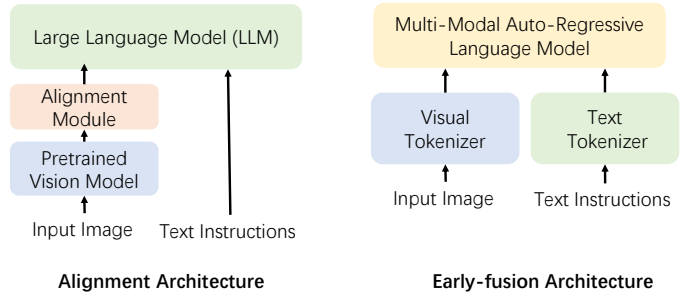 Large Language Model (LLM)
Alignment
Module
Pretrained
Vision Model
Input Image
Text Instructions
Alignment Architecture
Multi-Modal Auto-Regressive
Language Model
Visual
Tokenizer
Text
Tokenizer
Input Image
Text Instructions
Early-fusion Architecture